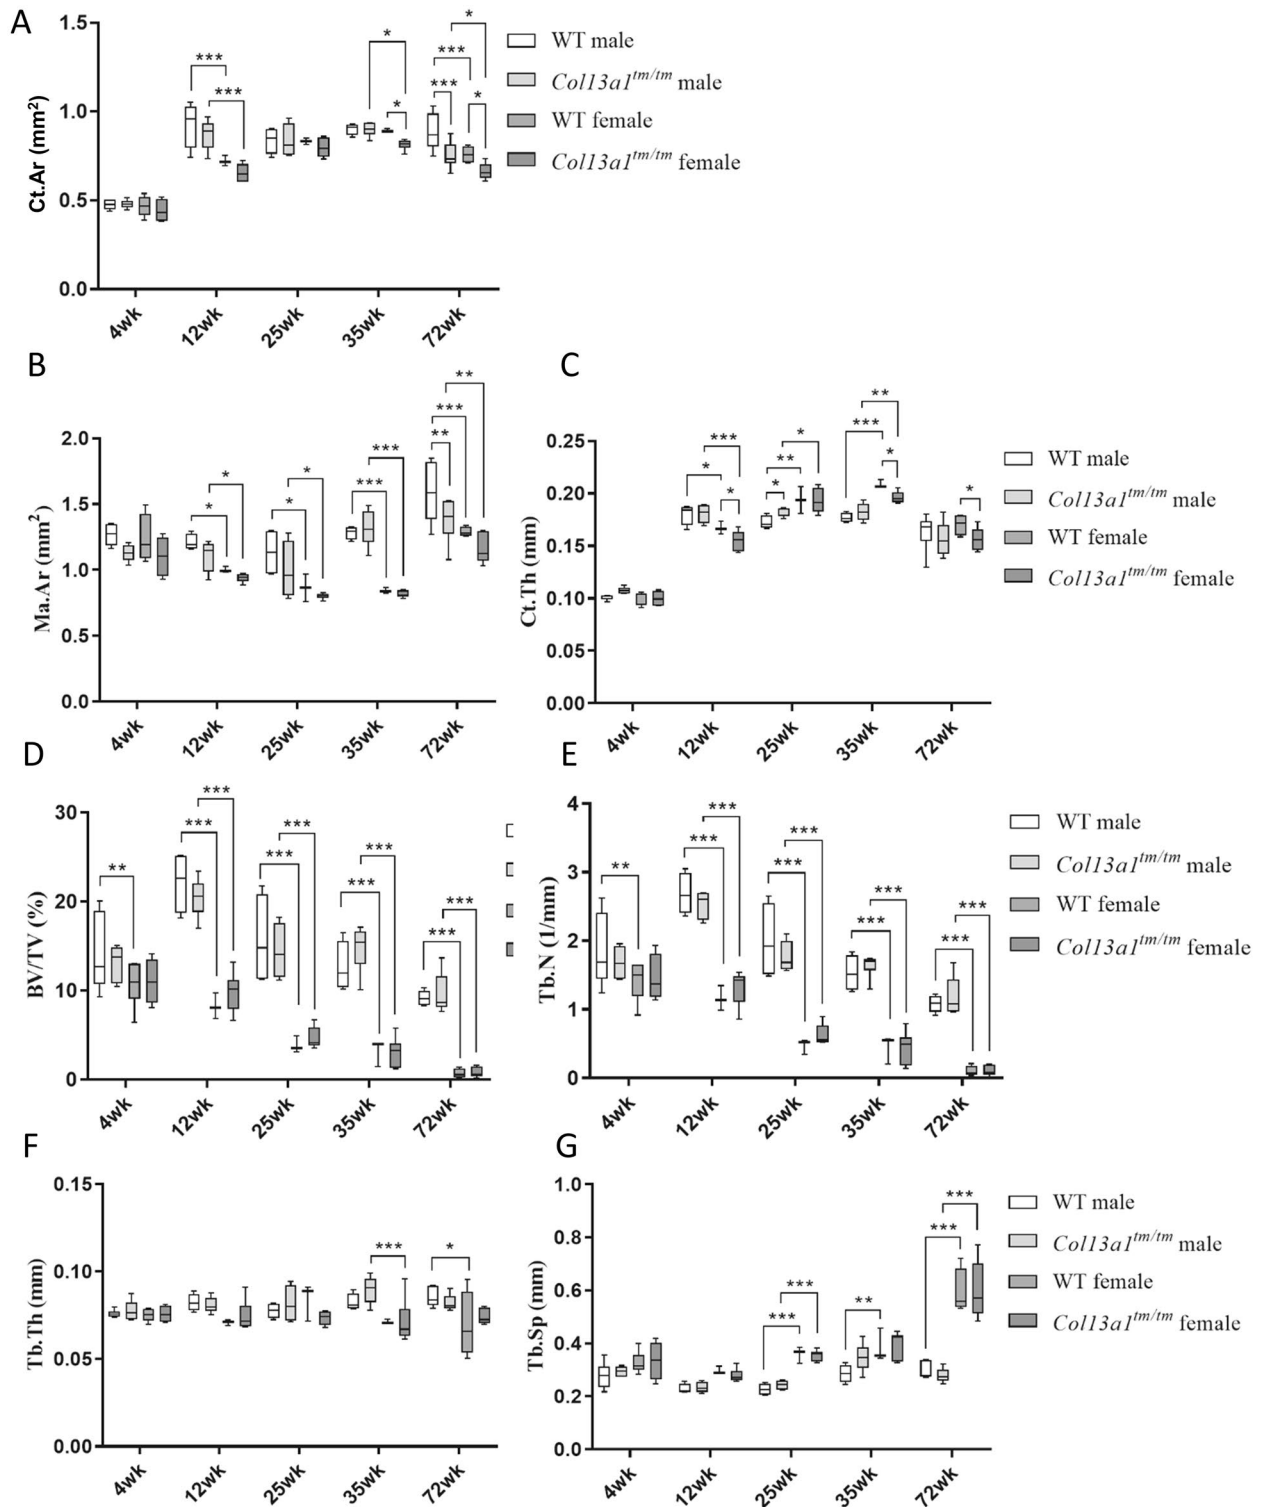 A
Ct.Ar (mm²)
1.5
1.0
0.5
0.0
***
***
*
*
*
***
***
*
4wk
12wk
25wk
35wk
72wk
WT male
Col13a1tm/tm male
WT female
Col13a1tm/tm female
B
Ma.Ar (mm²)
2.0
1.5
1.0
0.5
0.0
*
*
*
*
***
***
**
***
**
4wk
12wk
25wk
35wk
72wk
C
Ct.Th (mm)
0.25
0.20
0.15
0.10
0.05
0.00
***
*
*
*
**
*
**
***
*
*
4wk
12wk
25wk
35wk
72wk
WT male
Col13a1tm/tm male
WT female
Col13a1tm/tm female
D
BV/TV (%)
30
20
10
0
**
***
***
***
***
***
***
***
***
4wk
12wk
25wk
35wk
72wk
E
Tb.N (1/mm)
4
3
2
1
0
**
***
***
***
***
***
***
***
***
4wk
12wk
25wk
35wk
72wk
WT male
Col13a1tm/tm male
WT female
Col13a1tm/tm female
F
Tb.Th (mm)
0.15
0.10
0.05
0.00
***
*
4wk
12wk
25wk
35wk
72wk
G
Tb.Sp (mm)
1.0
0.8
0.6
0.4
0.2
0.0
***
***
**
***
***
4wk
12wk
25wk
35wk
72wk
WT male
Col13a1tm/tm male
WT female
Col13a1tm/tm female